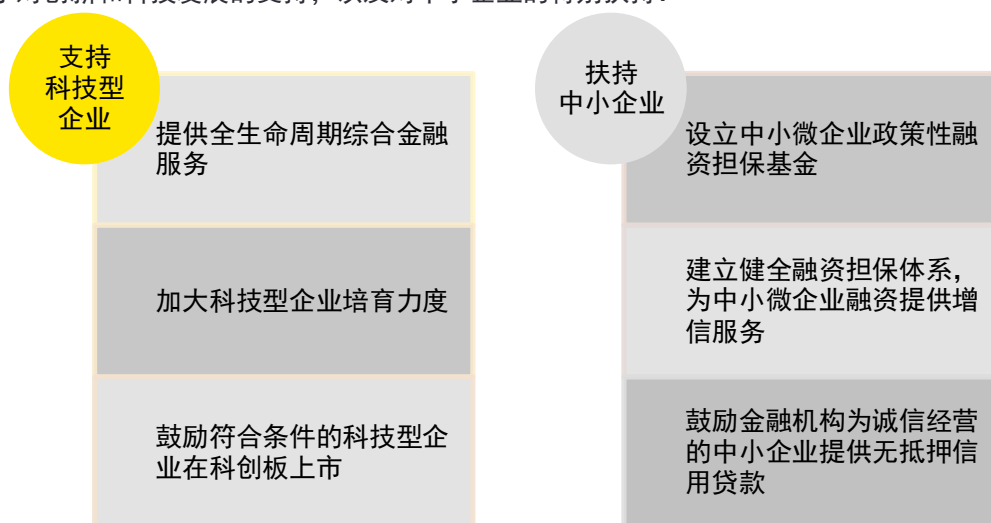 支持
科技型
企业
提供全生命周期综合金融
服务
加大科技型企业培育力度
鼓励符合条件的科技型企
业在科创板上市
扶持
中小企业
设立中小微企业政策性融
资担保基金
建立健全融资担保体系，
为中小微企业融资提供增
信服务
鼓励金融机构为诚信经营
的中小企业提供无抵押信
用贷款